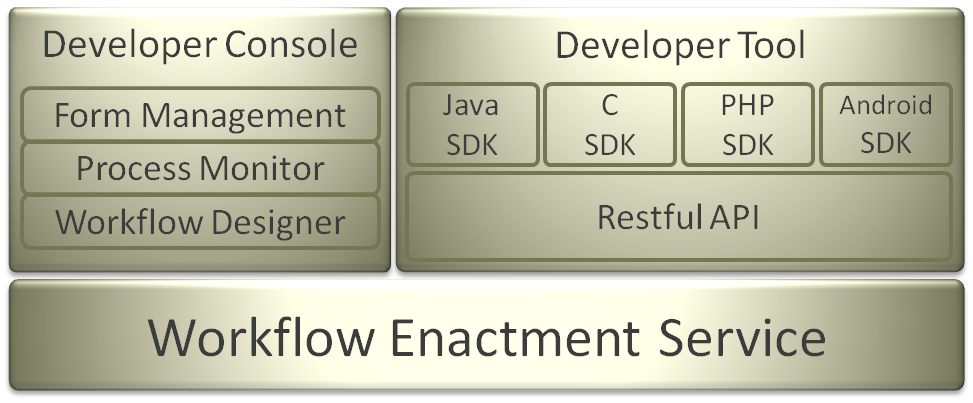 Developer Console
Form Management
Process Monitor
Workflow Designer
Developer Tool
Java
SDK
C
SDK
PHP
SDK
Android
SDK
Restful API
Workflow Enactment Service